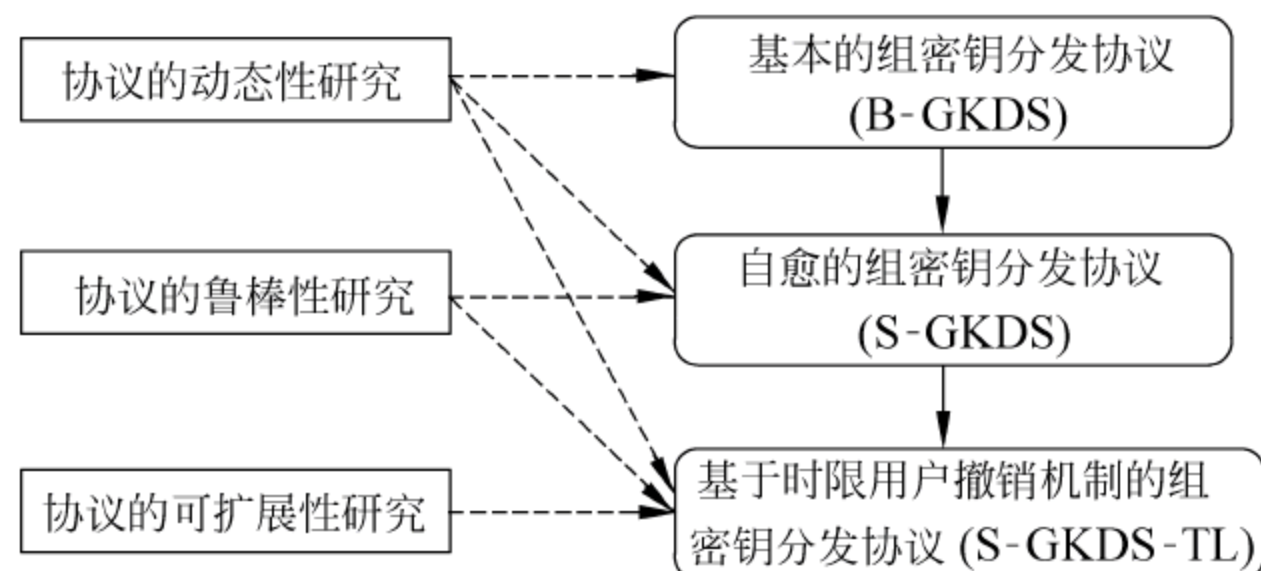 协议的动态性研究
基本的组密钥分发协议
(B-GKDS)
协议的鲁棒性研究
自愈的组密钥分发协议
(S-GKDS)
协议的可扩展性研究
基于时限用户撤销机制的组
密钥分发协议 (S-GKDS-TL)